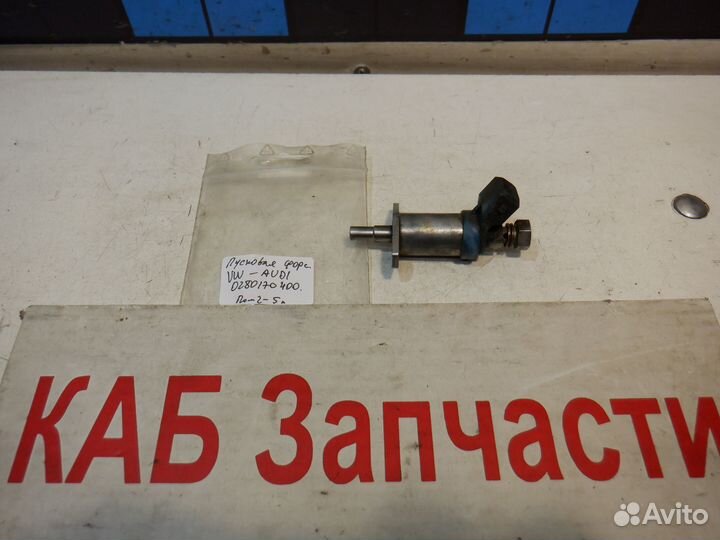 Пусковая форс.
VW – AUDI
0280170400.
КАБ Запчасти
Avito